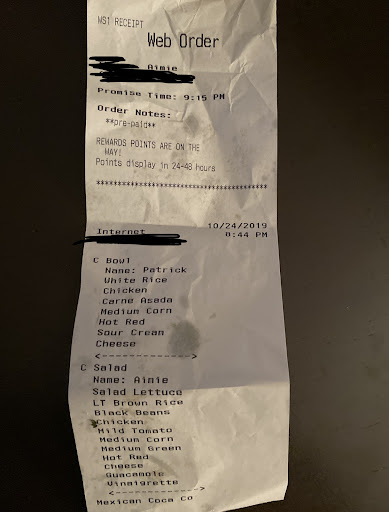 WS1 RECEIPT
Web Order
Aimie
Promise Time: 9:15 PM
Order Notes:
**pre-paid**
REWARDS POINTS ARE ON THE
WAY!
Points display in 24-48 hours
****************************************
10/24/2019
Internet 8:44 PM
C Bowl
Name: Patrick
White Rice
Chicken
Carne Asada
Medium Corn
Hot Red
Sour Cream
Cheese
<--------------->
C Salad
Name: Aimie
Salad Lettuce
LT Brown Rice
Black Beans
Chicken
Mild Tomato
Medium Corn
Medium Green
Hot Red
Cheese
Guacamole
Vinaigrette
<--------------->
Mexican Coca Co